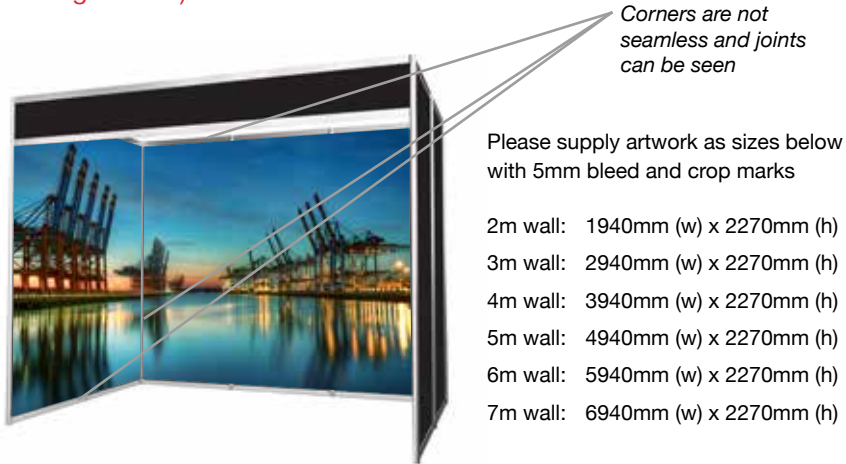 Corners are not
seamless and joints
can be seen
Please supply artwork as sizes below
with 5mm bleed and crop marks
2m wall: 1940mm (w) x 2270mm (h)
3m wall: 2940mm (w) x 2270mm (h)
4m wall: 3940mm (w) x 2270mm (h)
5m wall: 4940mm (w) x 2270mm (h)
6m wall: 5940mm (w) x 2270mm (h)
7m wall: 6940mm (w) x 2270mm (h)